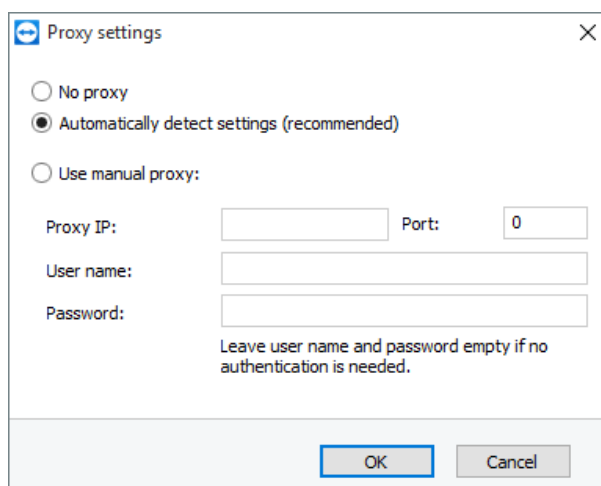 Proxy settings
No proxy
Automatically detect settings (recommended)
Use manual proxy:
Proxy IP: Port: 0
User name:
Password:
Leave user name and password empty if no
authentication is needed.
OK Cancel